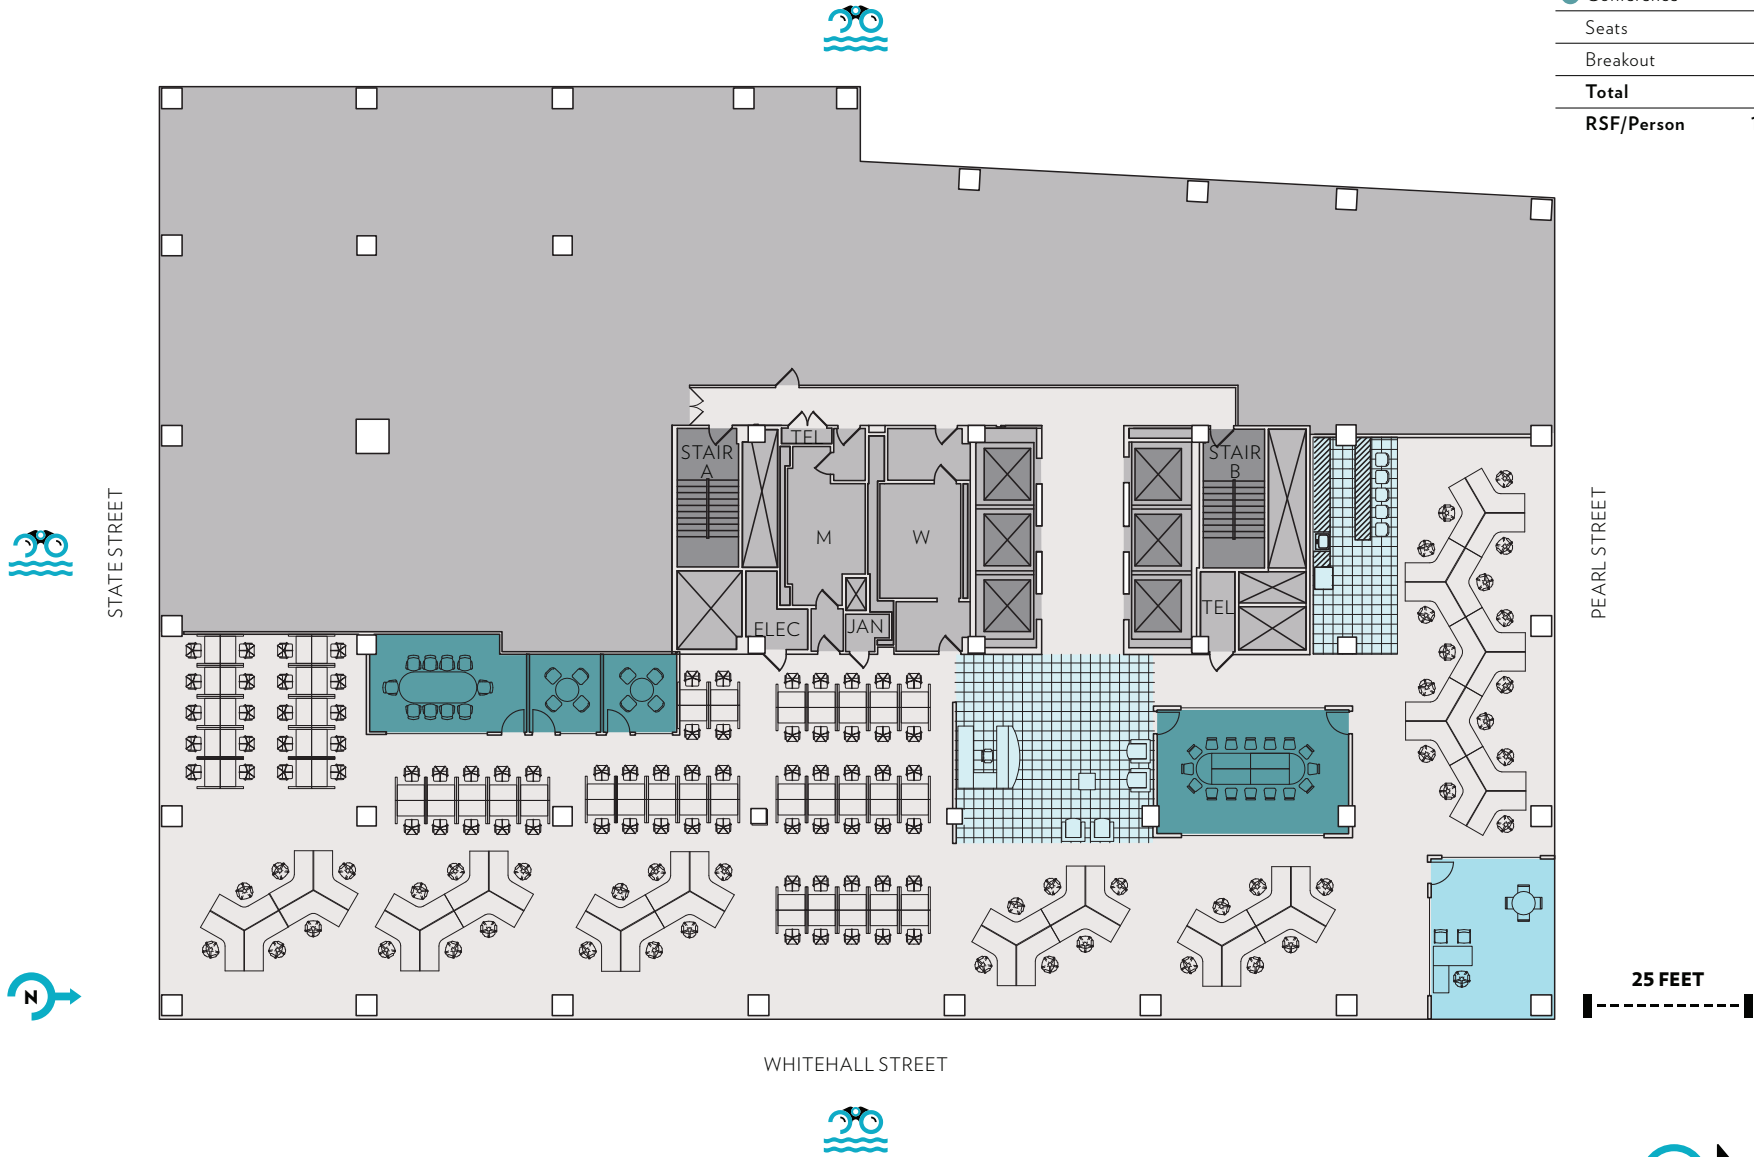 Conference
Seats
Breakout
Total
RSF/Person
STAIR
A
TEL
M
W
STAIR
B
TEL
ELEC
JAN
STATE STREET
PEARL STREET
N
25 FEET
WHITEHALL STREET